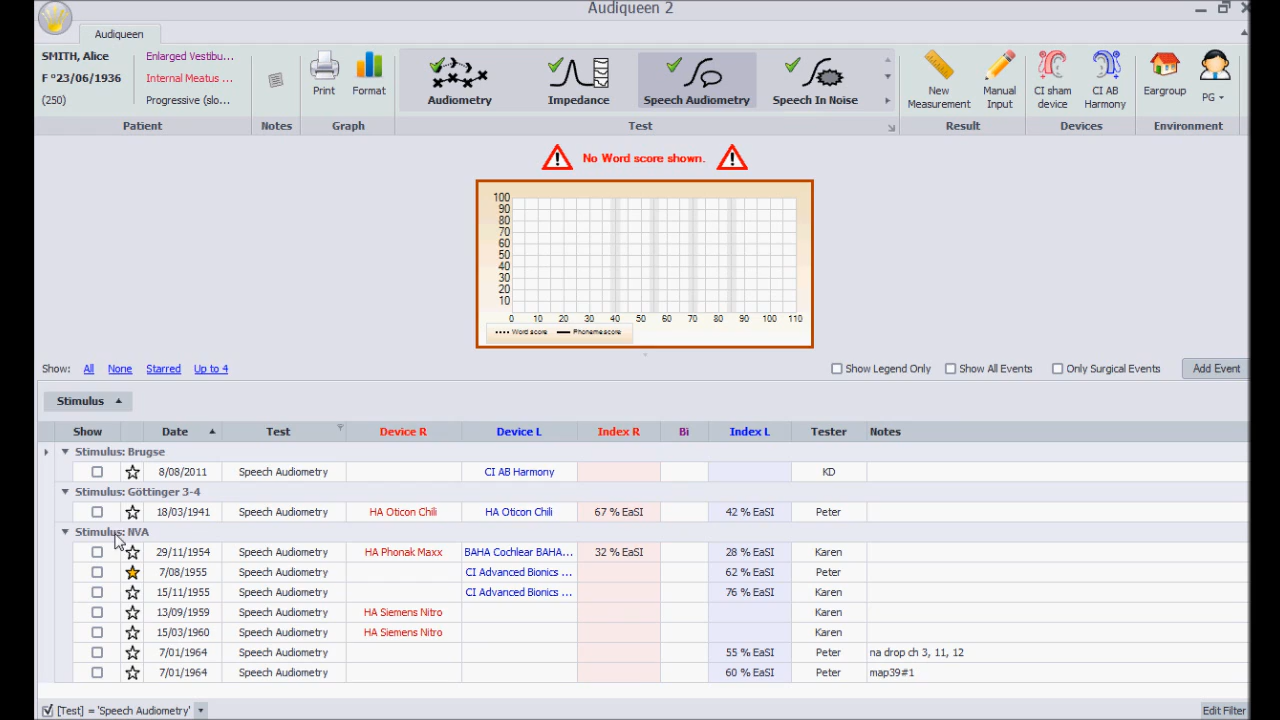 Audiqueen 2
Audiqueen
SMITH, Alice
F °23/06/1936
(250)
Enlarged Vestibu...
Internal Meatus ...
Progressive (slo...
Print
Format
Audiometry
Impedance
Speech Audiometry
Speech In Noise
New Measurement
Manual Input
CI sham device
CI AB Harmony
Eargroup
PG
Patient
Notes
Graph
Test
Result
Devices
Environment
No Word score shown.
100
90
80
70
60
50
40
30
20
10
0 10 20 30 40 50 60 70 80 90 100 110
Word score Phoneme score
Show: All None Starred Up to 4
Show Legend Only Show All Events Only Surgical Events Add Event
Stimulus
Show Date Test Device R Device L Index R Bi Index L Tester Notes
Stimulus: Brugse
8/08/2011 Speech Audiometry CI AB Harmony KD
Stimulus: Göttinger 3-4
18/03/1941 Speech Audiometry HA Oticon Chili HA Oticon Chili 67 % EaSI 42 % EaSI Peter
Stimulus: NVA
29/11/1954 Speech Audiometry HA Phonak Maxx BAHA Cochlear BAHA... 32 % EaSI 28 % EaSI Karen
7/08/1955 Speech Audiometry CI Advanced Bionics ... 62 % EaSI Peter
15/11/1955 Speech Audiometry CI Advanced Bionics ... 76 % EaSI Karen
13/09/1959 Speech Audiometry HA Siemens Nitro Karen
15/03/1960 Speech Audiometry HA Siemens Nitro Karen
7/01/1964 Speech Audiometry 55 % EaSI Peter na drop ch 3, 11, 12
7/01/1964 Speech Audiometry 60 % EaSI Peter map39#1
[Test] = 'Speech Audiometry' Edit Filter